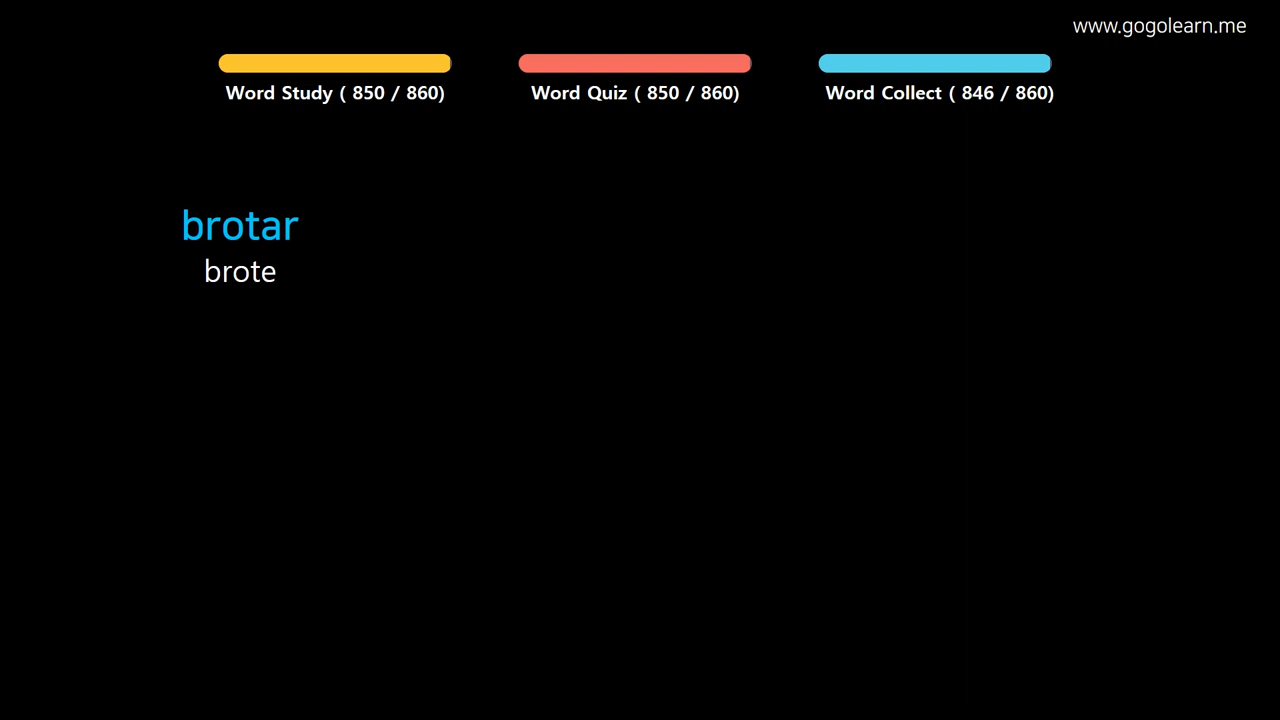 www.gogolearn.me
Word Study ( 850 / 860)
Word Quiz ( 850 / 860)
Word Collect ( 846 / 860)
brotar
brote